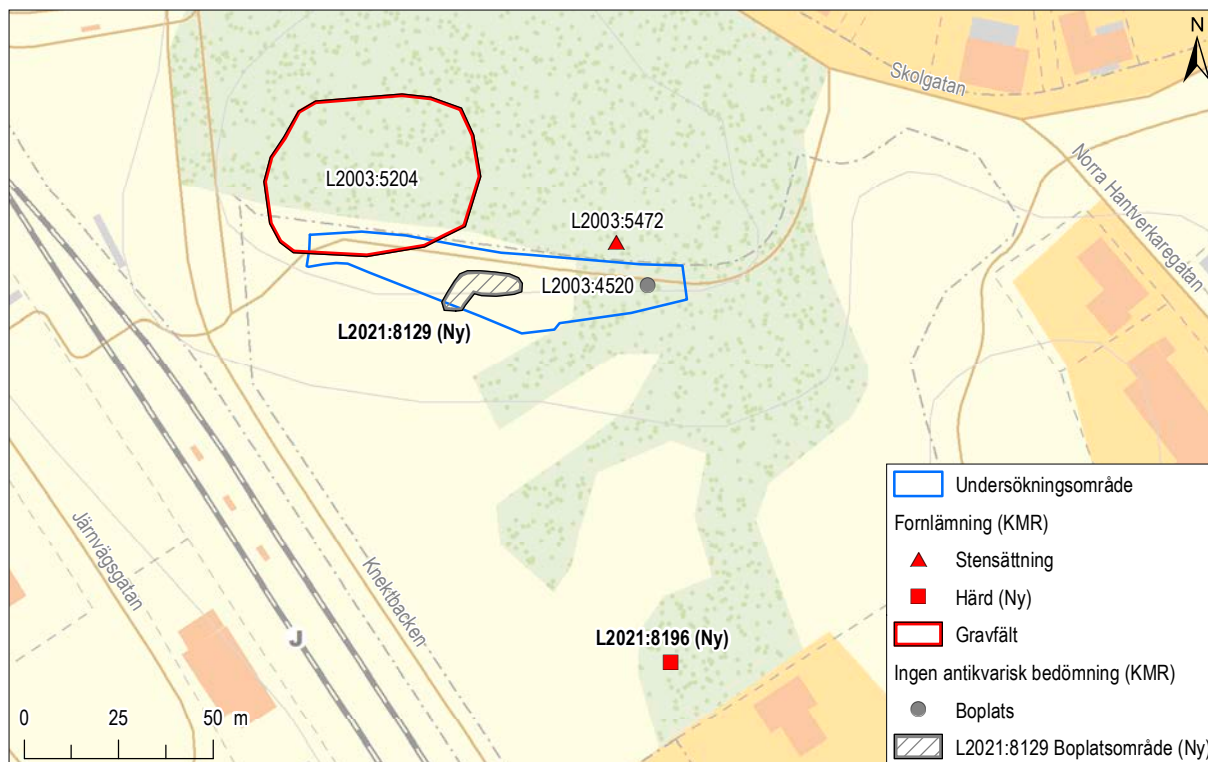 N
Skolgatan
Norra Hantverkaregatan
L2003:5204
L2003:5472
L2003:4520
L2021:8129 (Ny)
Järnvägsgatan
Knektbacken
J
L2021:8196 (Ny)
0 25 50 m
Undersökningsområde
Fornlämning (KMR)
Stensättning
Härd (Ny)
Gravfält
Ingen antikvarisk bedömning (KMR)
Boplats
L2021:8129 Boplatsområde (Ny)